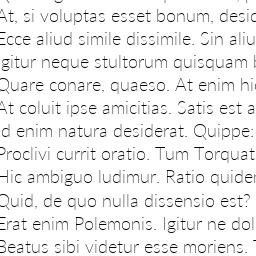 At, si voluptas esset bonum, desid
Ecce aliud simile dissimile. Sin aliu
Igitur neque stultorum quisquam b
Quare conare, quaeso. At enim hic
At coluit ipse amicitias. Satis est a
Id enim natura desiderat. Quippe:
Proclivi currit oratio. Tum Torquat
Hic ambiguo ludimur. Ratio quider
Quid, de quo nulla dissensio est?
Erat enim Polemonis. Igitur ne dol
Beatus sibi videtur esse moriens.